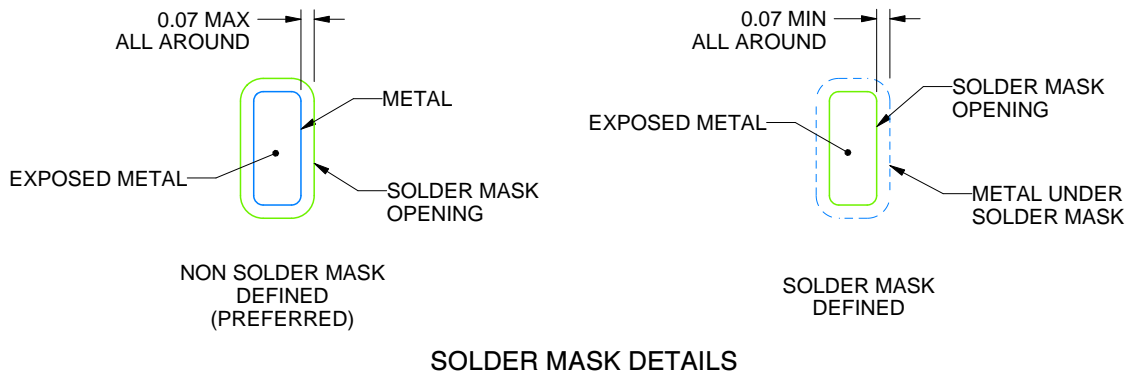 0.07 MAX
ALL AROUND
METAL
EXPOSED METAL
SOLDER MASK
OPENING
NON SOLDER MASK
DEFINED
(PREFERRED)
0.07 MIN
ALL AROUND
SOLDER MASK
OPENING
EXPOSED METAL
METAL UNDER
SOLDER MASK
SOLDER MASK
DEFINED
SOLDER MASK DETAILS